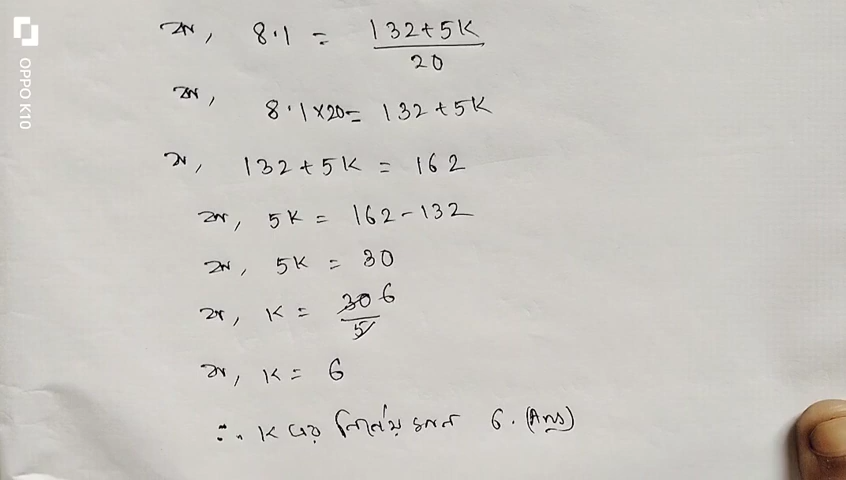 OPPO K10
বা, 8.1 = 132+5K / 20
বা, 8.1×20 = 132+5K
বা, 132+5K = 162
বা, 5K = 162-132
বা, 5K = 30
বা, K = 30 6 / 5
বা, K = 6
∴ K এর নির্ণেয় মান 6. (Ans)